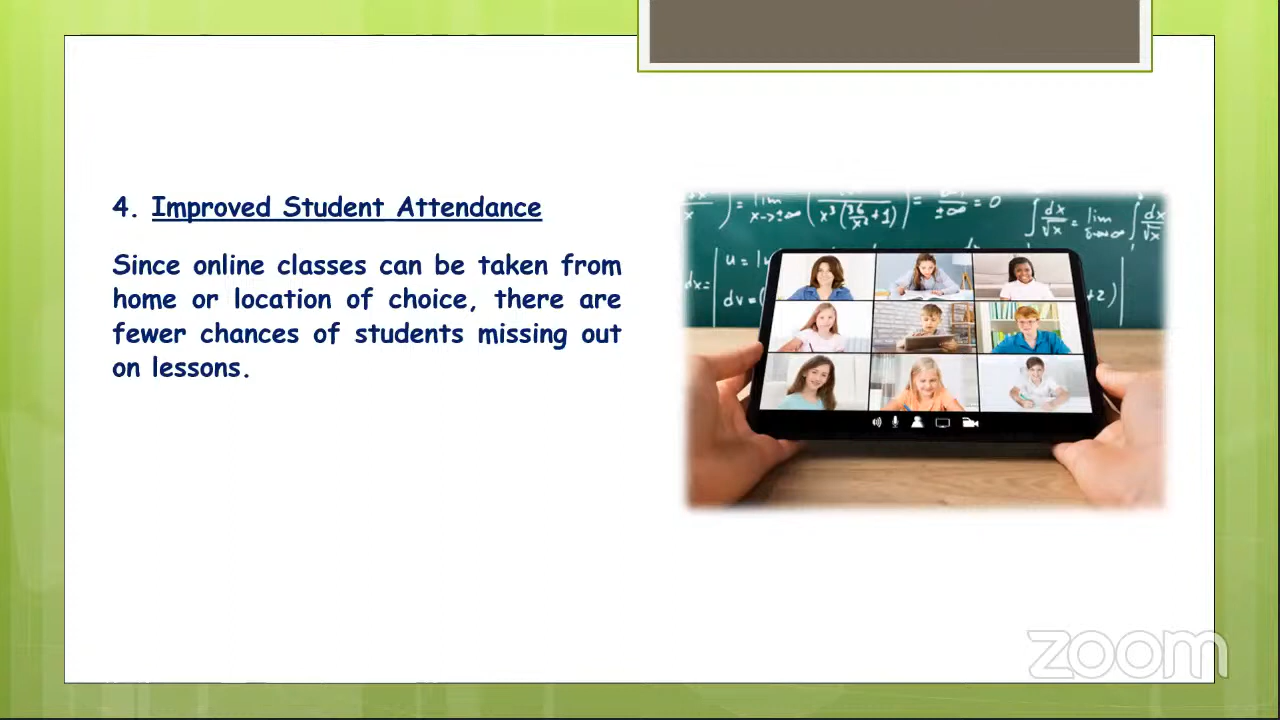 4. Improved Student Attendance
Since online classes can be taken from
home or location of choice, there are
fewer chances of students missing out
on lessons.
zoom